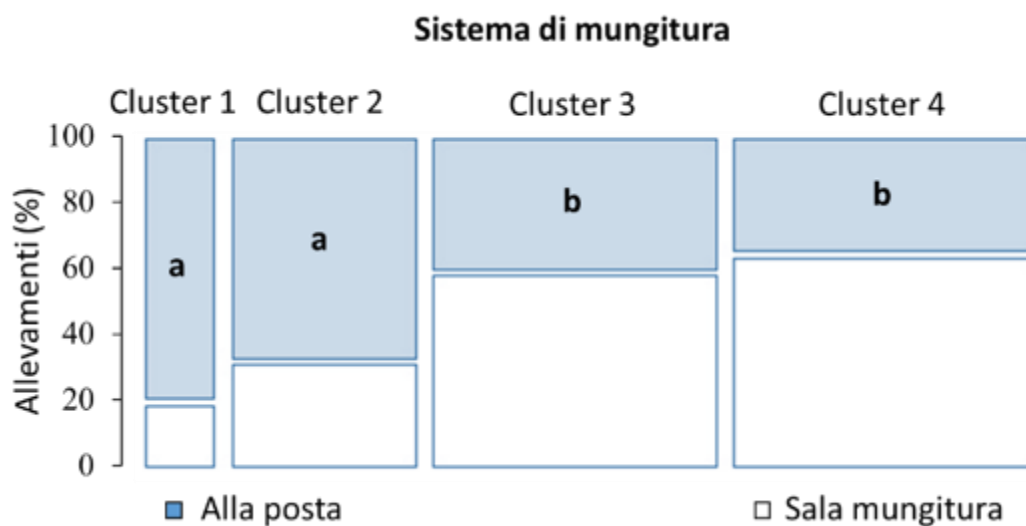 Sistema di mungitura
Cluster 1 Cluster 2 Cluster 3 Cluster 4
Allevamenti (%)
100
80
60
40
20
0
a
a
b
b
Alla posta
Sala mungitura